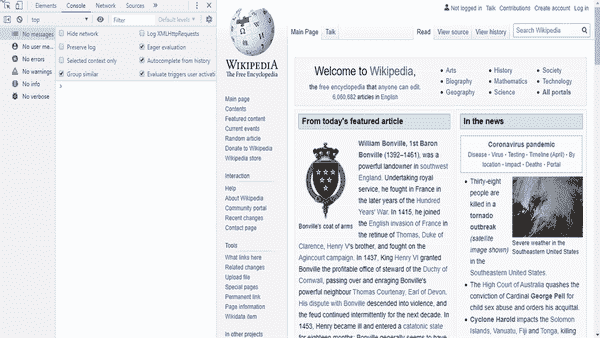 Elements Console Network Sources »
top Filter Default levels
No messages
No user me...
No errors
No warnings
No info
No verbose
Hide network
Preserve log
Selected context only
Group similar
Log XMLHttpRequests
Eager evaluation
Autocomplete from history
Evaluate triggers user activati
WIKIPEDIA
The Free Encyclopedia
Main page
Contents
Featured content
Current events
Random article
Donate to Wikipedia
Wikipedia store
Interaction
Help
About Wikipedia
Community portal
Recent changes
Contact page
Tools
What links here
Related changes
Upload file
Special pages
Permanent link
Page information
Wikidata item
In other projects
Not logged in Talk Contributions Create account Log in
Main Page Talk Read View source View history Search Wikipedia
Welcome to Wikipedia,
the free encyclopedia that anyone can edit.
6,060,682 articles in English
• Arts
• Biography
• Geography
• History
• Mathematics
• Science
• Society
• Technology
• All portals
From today's featured article
Bonville's coat of arms
William Bonville, 1st Baron
Bonville (1392–1461), was a
powerful landowner in southwest
England. Undertaking royal
service, he fought in France in
the later years of the Hundred
Years' War. In 1415, he joined
the English invasion of France in
the retinue of Thomas, Duke of
Clarence, Henry V's brother, and fought on the
Agincourt campaign. In 1437, King Henry VI granted
Bonville the profitable office of steward of the Duchy of
Cornwall, passing over and enraging Bonville's
powerful neighbour Thomas Courtenay, Earl of Devon.
His dispute with Bonville descended into violence, and
the feud continued intermittently for the next decade. In
1453, Henry became ill and entered a catatonic state
for eighteen months. Bonville generally seems to have
In the news
Coronavirus pandemic
Disease · Virus · Testing · Timeline (April) · By
location · Impact · Deaths · Portal
• Thirty-eight
people are
killed in a
tornado
outbreak
(satellite
image shown)
in the
Southeastern United States.
Severe weather in the
Southeastern United States
• The High Court of Australia quashes the
conviction of Cardinal George Pell for
child sex abuse and orders his acquittal.
• Cyclone Harold impacts the Solomon
Islands, Vanuatu, Fiji and Tonga, killing